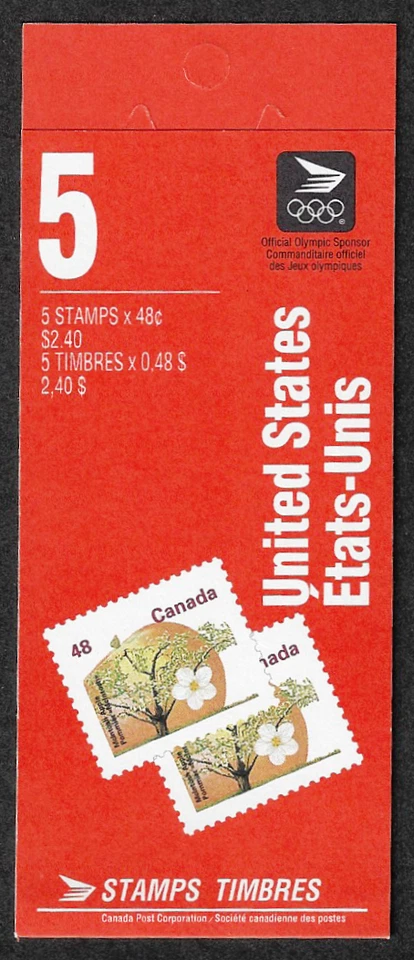 5
Official Olympic Sponsor
Commanditaire officiel
des Jeux olympiques
5 STAMPS x 48¢
$2.40
5 TIMBRES x 0,48 $
2,40 $
United States
États-Unis
48
Canada
nada
STAMPS TIMBRES
Canada Post Corporation / Société canadienne des postes